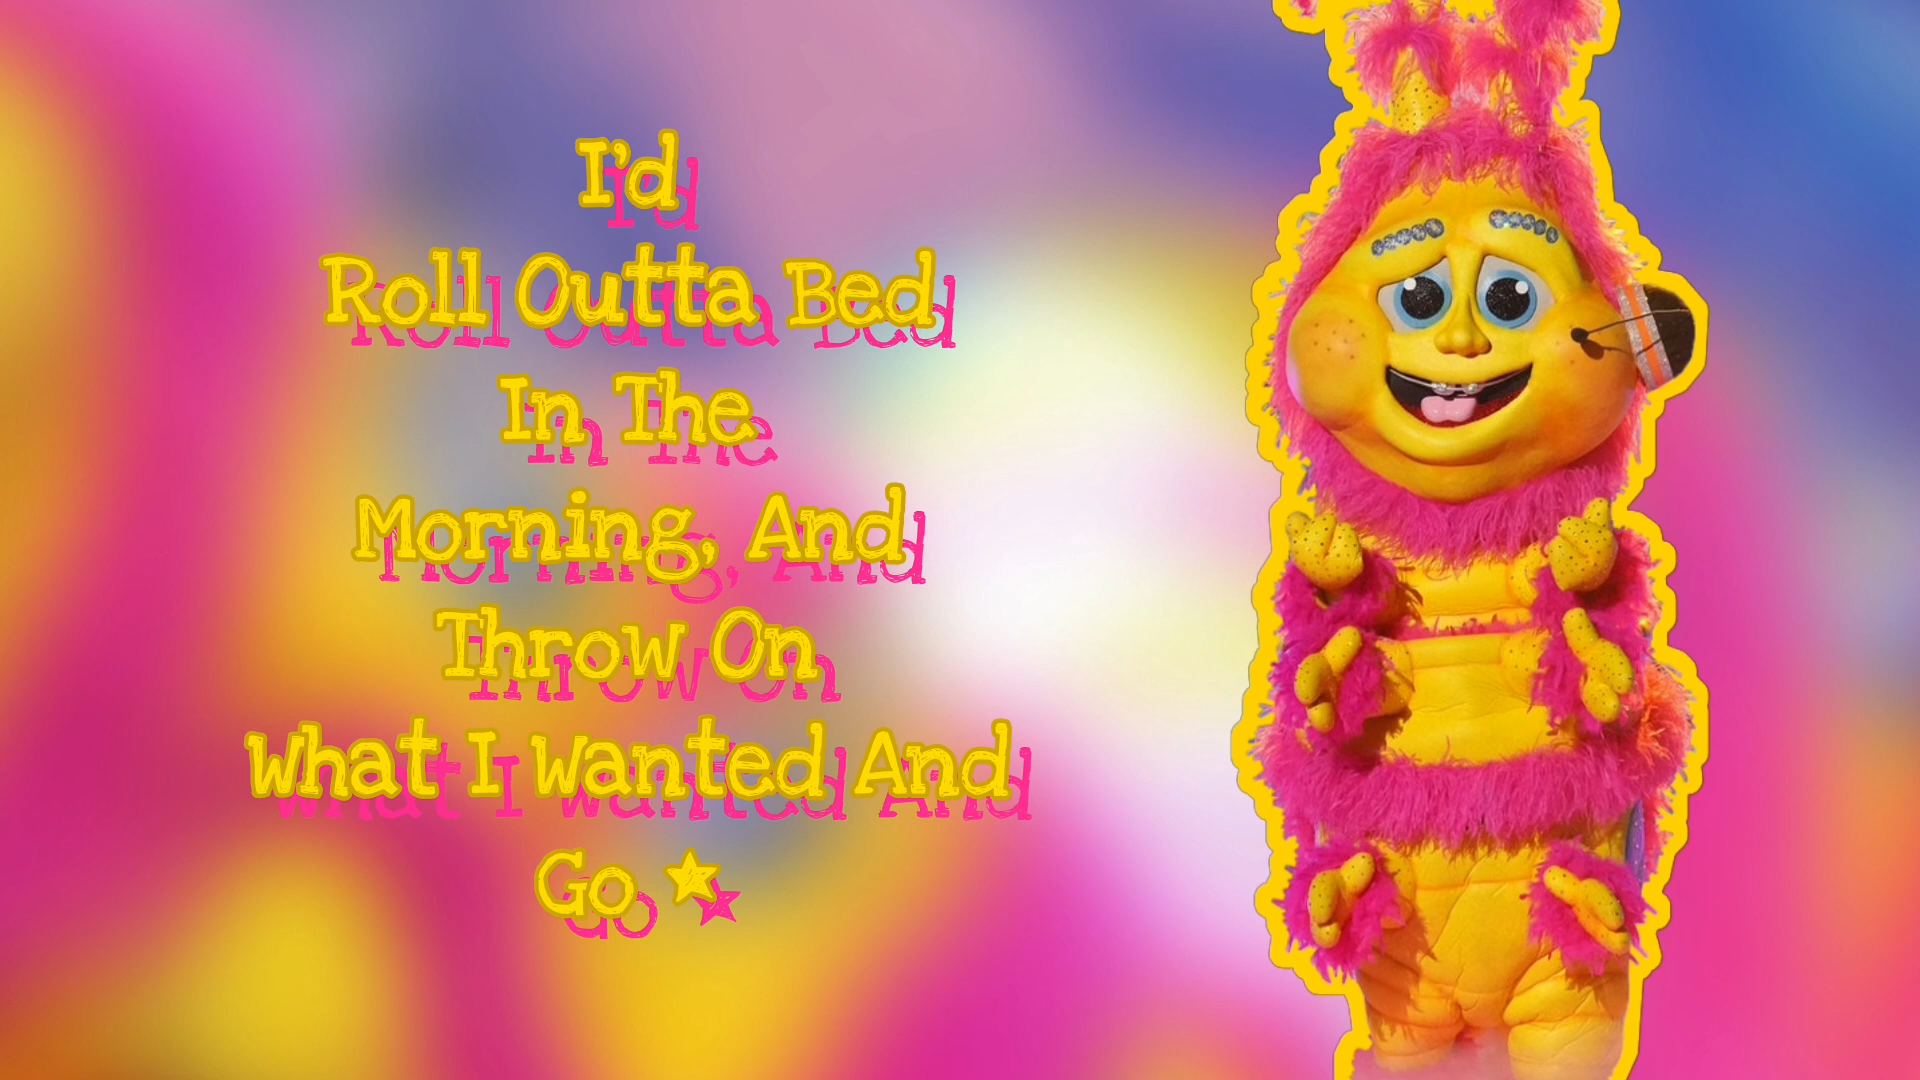 I'd
Roll Outta Bed
In The
Morning, And
Throw On
What I Wanted And
Go ★